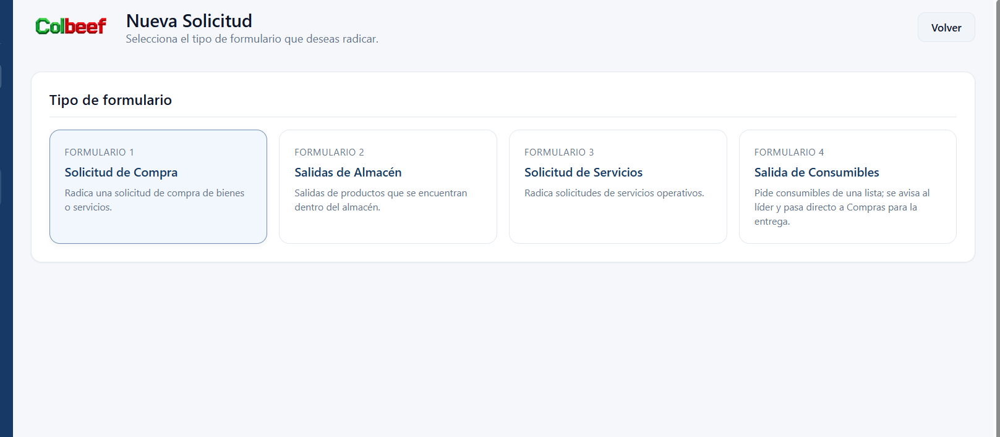 Colbeef
Nueva Solicitud
Selecciona el tipo de formulario que deseas radicar.
Volver
Tipo de formulario
FORMULARIO 1
Solicitud de Compra
Radica una solicitud de compra de bienes
o servicios.
FORMULARIO 2
Salidas de Almacén
Salidas de productos que se encuentran
dentro del almacén.
FORMULARIO 3
Solicitud de Servicios
Radica solicitudes de servicios operativos.
FORMULARIO 4
Salida de Consumibles
Pide consumibles de una lista; se avisa al
líder y pasa directo a Compras para la
entrega.